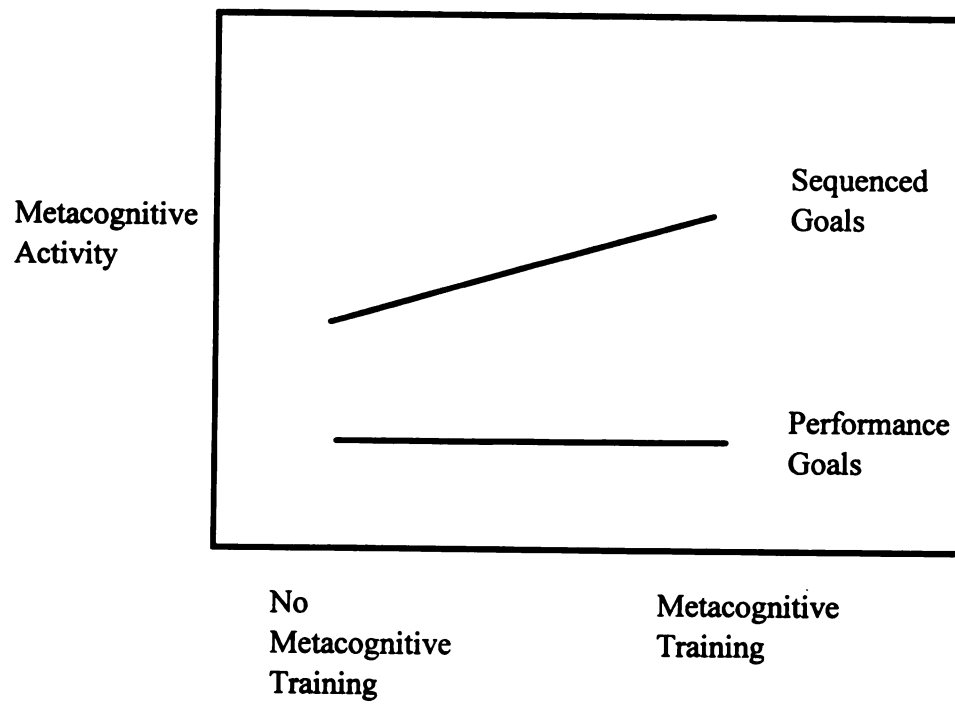 Metacognitive
Activity
Sequenced
Goals
Performance
Goals
No
Metacognitive
Training
Metacognitive
Training